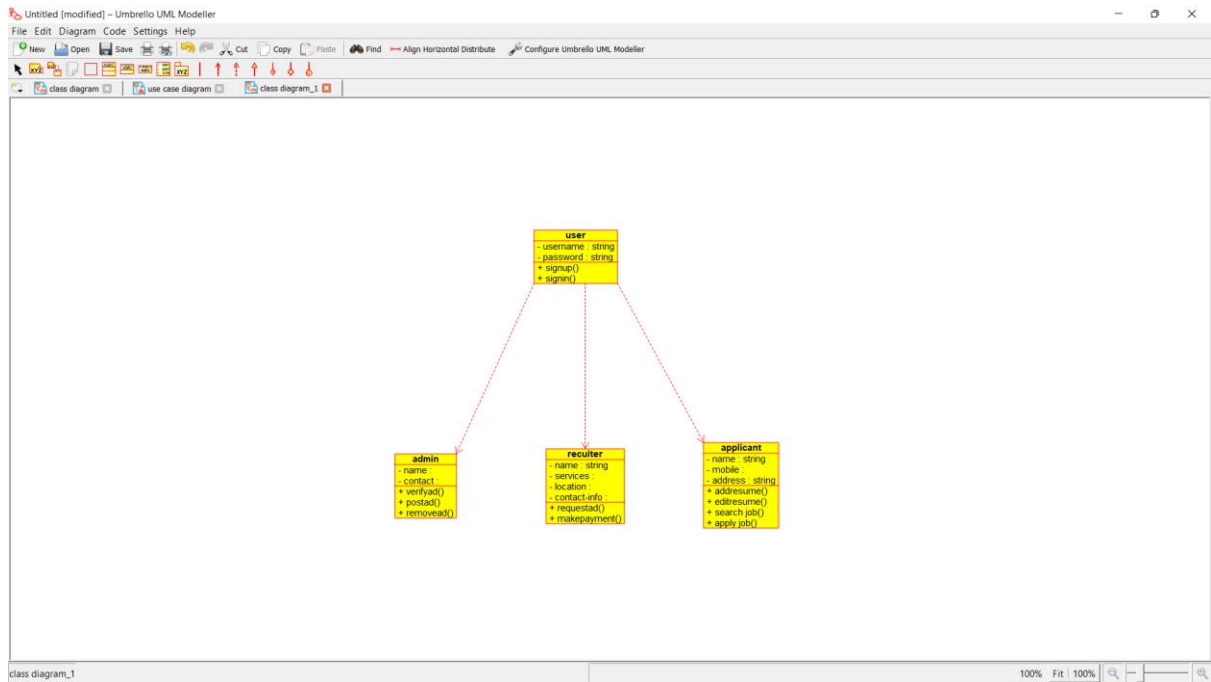 Untitled [modified] – Umbrello UML Modeller
File Edit Diagram Code Settings Help
New Open Save Cut Copy Paste Find Align Horizontal Distribute Configure Umbrello UML Modeller
class diagram use case diagram class diagram_1
user
- username : string
- password : string
+ signup()
+ signin()
admin
- name :
- contact :
+ verifyad()
+ postad()
+ removead()
recuiter
- name : string
- services :
- location :
- contact-info :
+ requestad()
+ makepayment()
applicant
- name : string
- mobile :
- address : string
+ addresume()
+ editresume()
+ search job()
+ apply job()
class diagram_1
100% Fit 100%